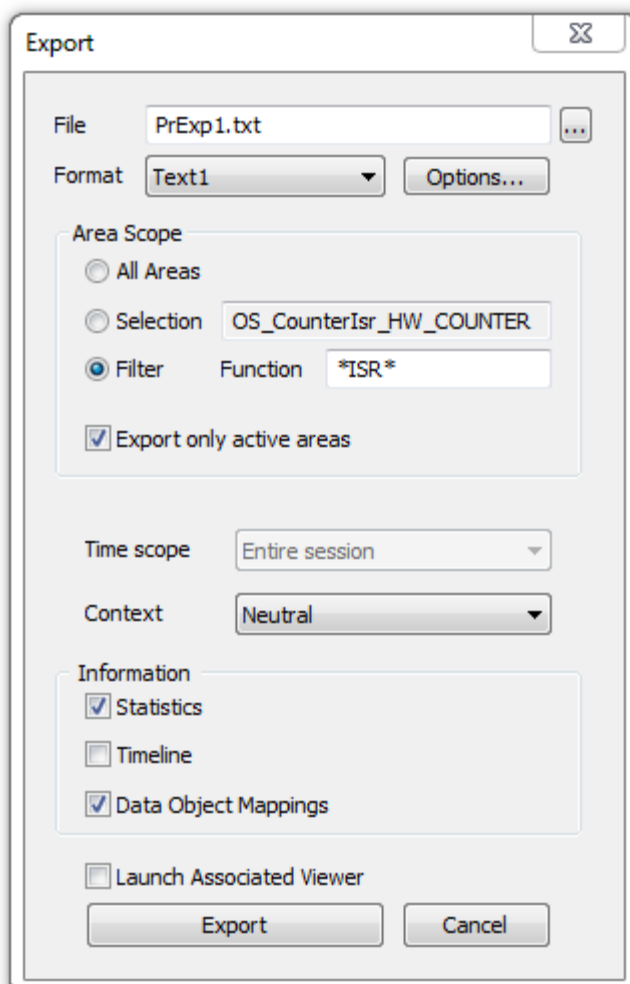 Export
File PrExp1.txt ...
Format Text1 Options...
Area Scope
All Areas
Selection OS_CounterIsr_HW_COUNTER
Filter Function *ISR*
Export only active areas
Time scope Entire session
Context Neutral
Information
Statistics
Timeline
Data Object Mappings
Launch Associated Viewer
Export Cancel